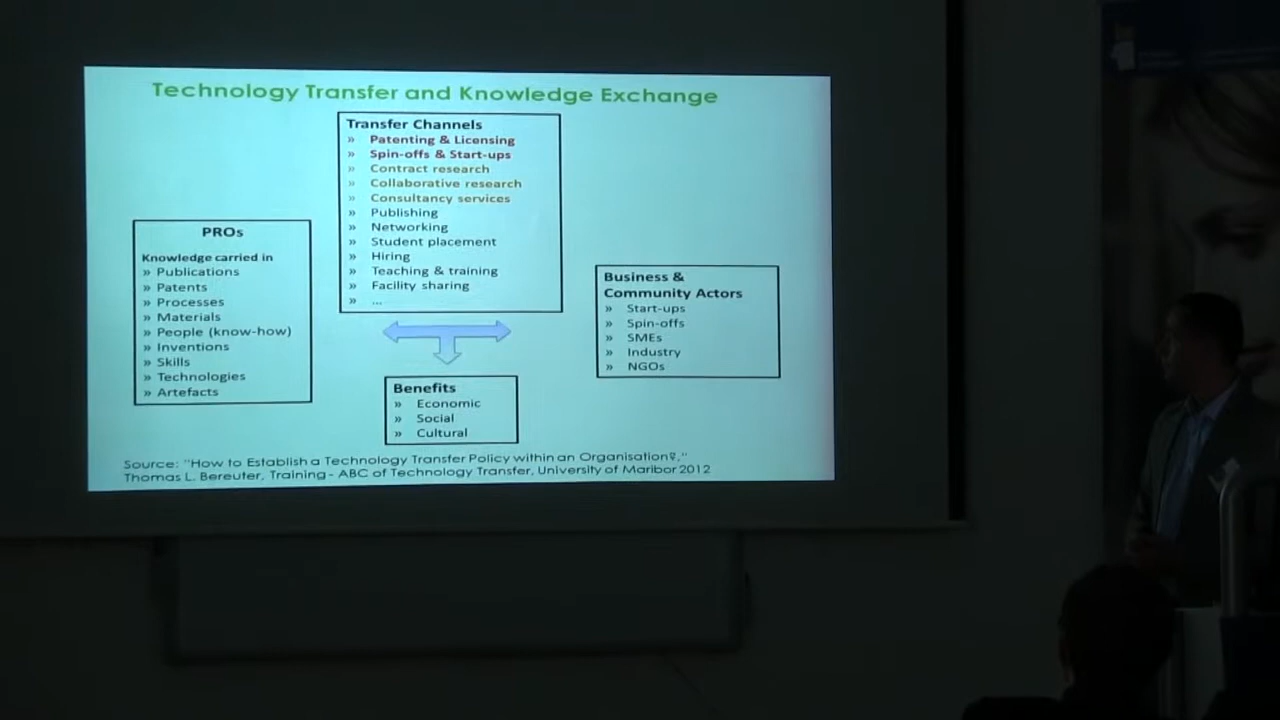 Technology Transfer and Knowledge Exchange
Transfer Channels
» Patenting & Licensing
» Spin-offs & Start-ups
» Contract research
» Collaborative research
» Consultancy services
» Publishing
» Networking
» Student placement
» Hiring
» Teaching & training
» Facility sharing
» ...
PROs
Knowledge carried in
» Publications
» Patents
» Processes
» Materials
» People (know-how)
» Inventions
» Skills
» Technologies
» Artefacts
Business &
Community Actors
» Start-ups
» Spin-offs
» SMEs
» Industry
» NGOs
Benefits
» Economic
» Social
» Cultural
Source: "How to Establish a Technology Transfer Policy within an Organisation⚲,"
Thomas L. Bereuter, Training - ABC of Technology Transfer, University of Maribor 2012